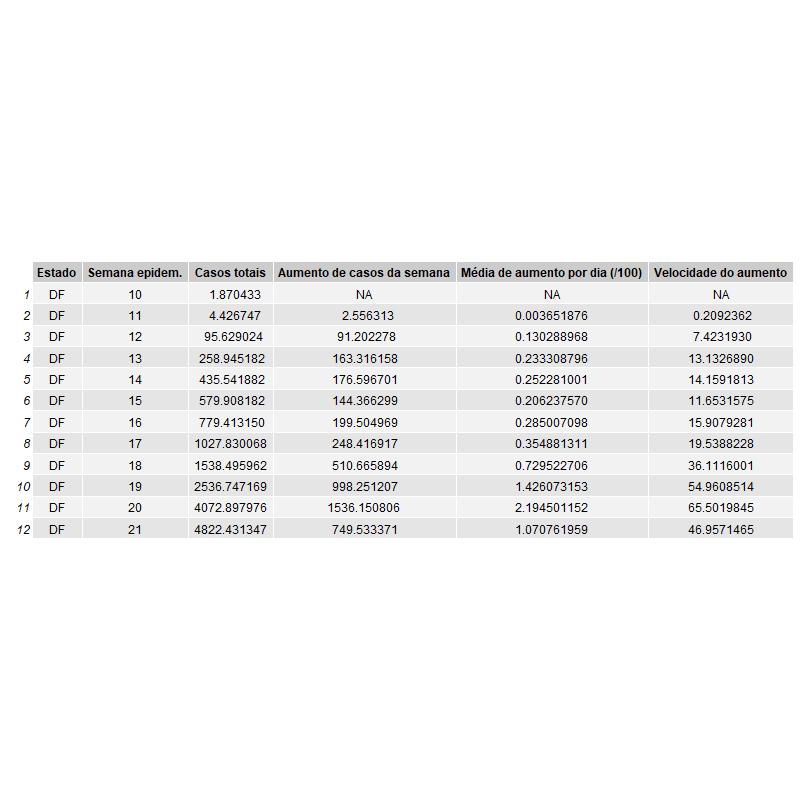 Estado Semana epidem. Casos totais Aumento de casos da semana Média de aumento por dia (/100) Velocidade do aumento
1 DF 10 1.870433 NA NA NA
2 DF 11 4.426747 2.556313 0.003651876 0.2092362
3 DF 12 95.629024 91.202278 0.130288968 7.4231930
4 DF 13 258.945182 163.316158 0.233308796 13.1326890
5 DF 14 435.541882 176.596701 0.252281001 14.1591813
6 DF 15 579.908182 144.366299 0.206237570 11.6531575
7 DF 16 779.413150 199.504969 0.285007098 15.9079281
8 DF 17 1027.830068 248.416917 0.354881311 19.5388228
9 DF 18 1538.495962 510.665894 0.729522706 36.1116001
10 DF 19 2536.747169 998.251207 1.426073153 54.9608514
11 DF 20 4072.897976 1536.150806 2.194501152 65.5019845
12 DF 21 4822.431347 749.533371 1.070761959 46.9571465